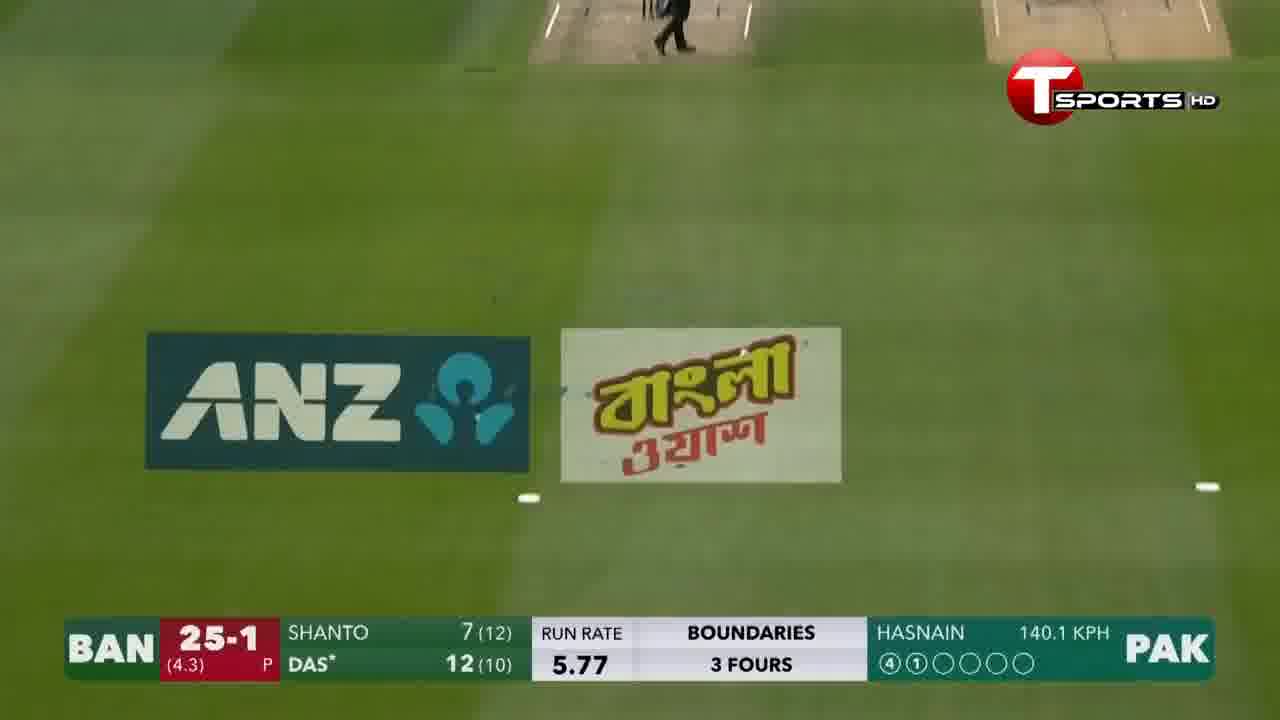 T SPORTS HD
ANZ
বাংলা
ওয়াশ
BAN 25-1 (4.3) P
SHANTO 7 (12)
DAS* 12 (10)
RUN RATE 5.77
BOUNDARIES 3 FOURS
HASNAIN 140.1 KPH
4 1
PAK